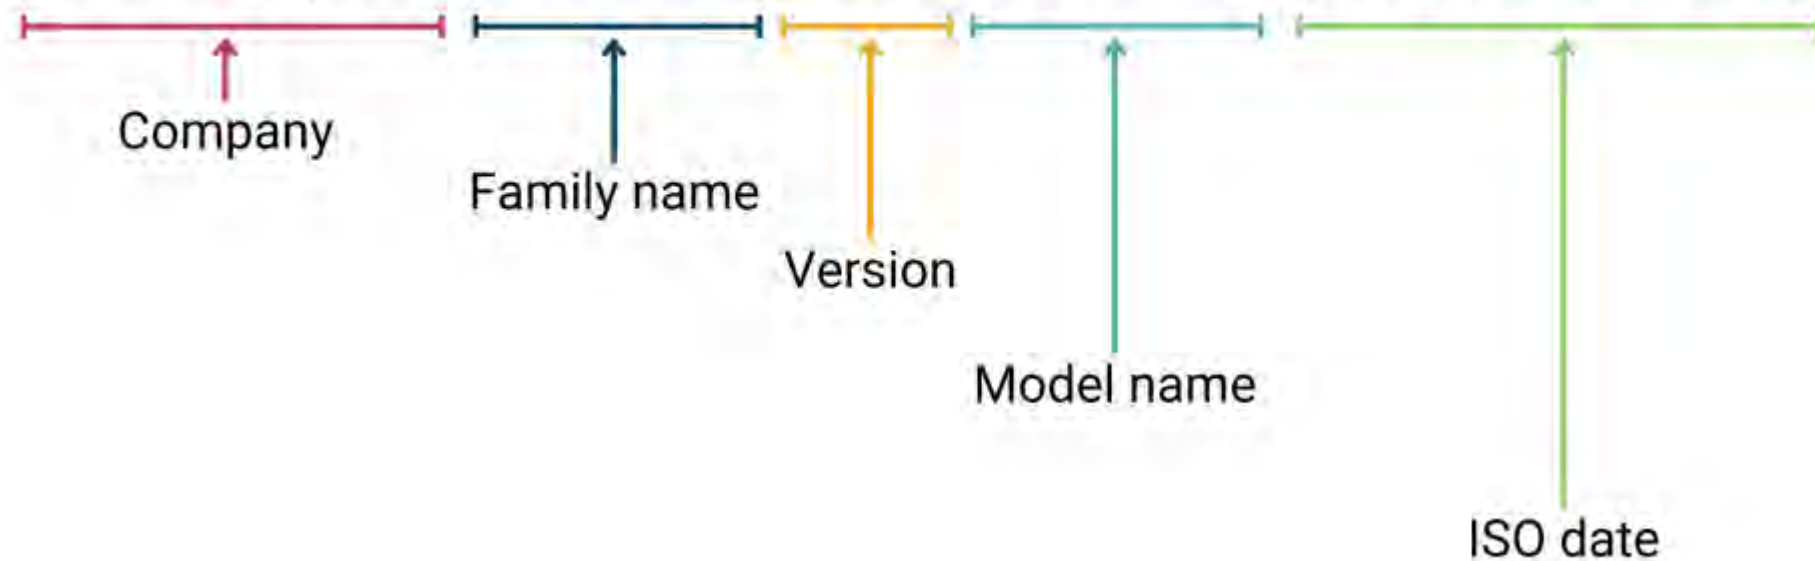 Company
Family name
Version
Model name
ISO date